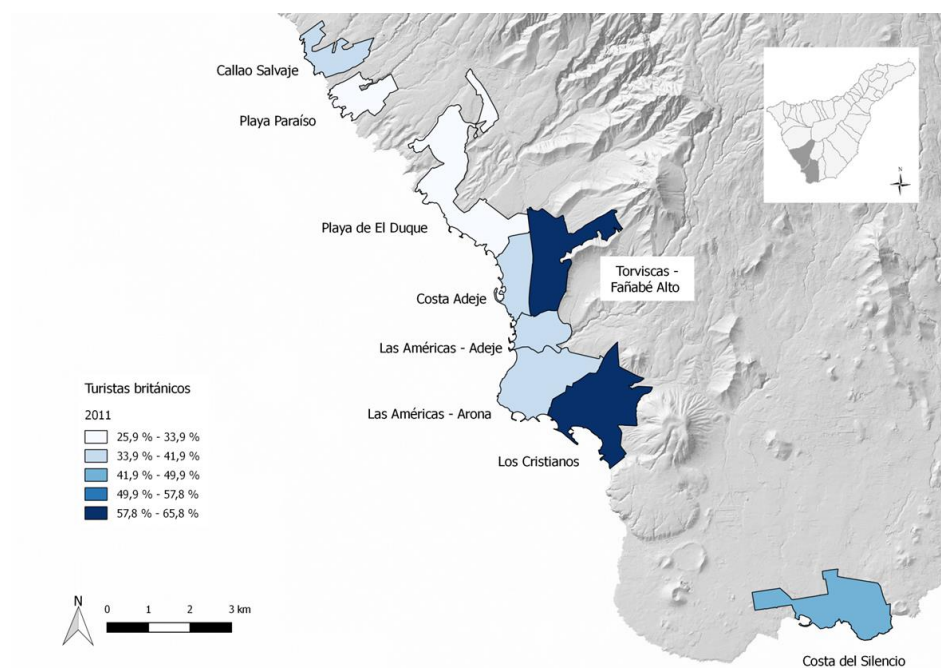 Callao Salvaje
Playa Paraíso
Playa de El Duque
Torviscas -
Fañabé Alto
Costa Adeje
Las Américas - Adeje
Las Américas - Arona
Los Cristianos
Costa del Silencio
Turistas británicos
2011
25,9 % - 33,9 %
33,9 % - 41,9 %
41,9 % - 49,9 %
49,9 % - 57,8 %
57,8 % - 65,8 %
N
0 1 2 3 km
N